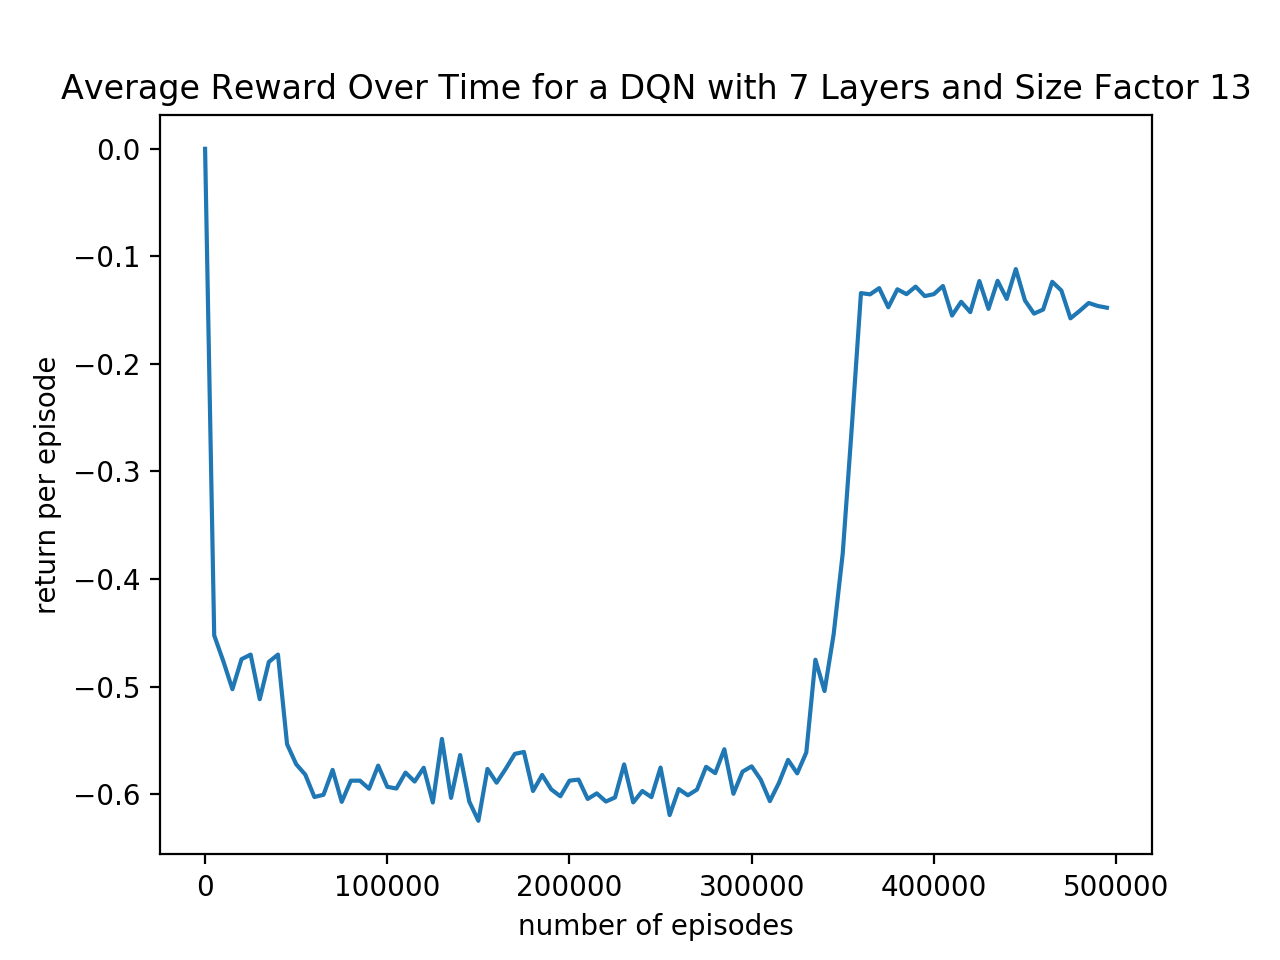 Average Reward Over Time for a DQN with 7 Layers and Size Factor 13
0.0
−0.1
−0.2
−0.3
−0.4
−0.5
−0.6
return per episode
0 100000 200000 300000 400000 500000
number of episodes